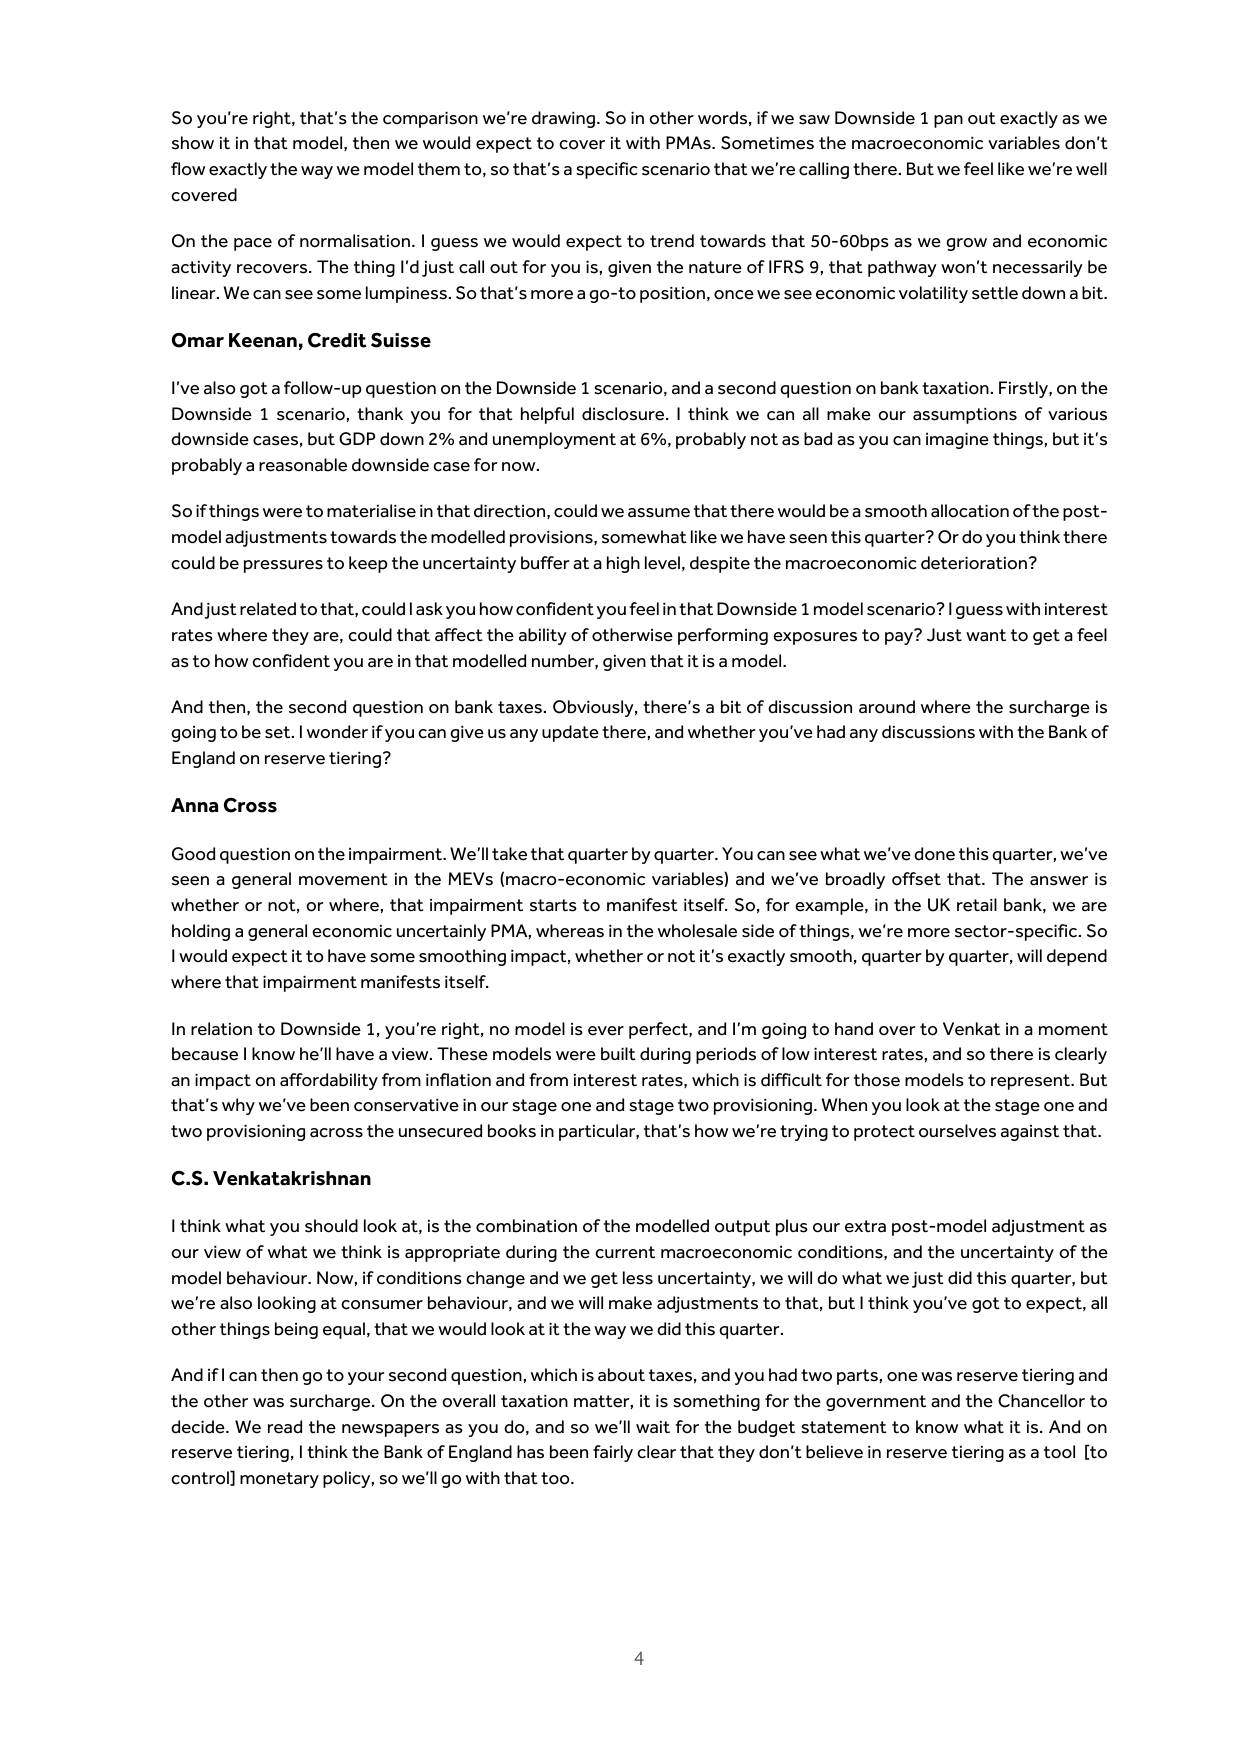 So you're right, that's the comparison we're drawing. So in other words, if we saw Downside 1 pan out exactly as we
show it in that model, then we would expect to cover it with PMAs. Sometimes the macroeconomic variables don't
flow exactly the way we model them to, so that's a specific scenario that we're calling there. But we feel like we're well
covered
On the pace of normalisation. I guess we would expect to trend towards that 50-60bps as we grow and economic
activity recovers. The thing I'd just call out for you is, given the nature of IFRS 9, that pathway won't necessarily be
linear. We can see some lumpiness. So that's more a go-to position, once we see economic volatility settle down a bit.
Omar Keenan, Credit Suisse
I've also got a follow-up question on the Downside 1 scenario, and a second question on bank taxation. Firstly, on the
Downside 1 scenario, thank you for that helpful disclosure. I think we can all make our assumptions of various
downside cases, but GDP down 2% and unemployment at 6%, probably not as bad as you can imagine things, but it's
probably a reasonable downside case for now.
So if things were to materialise in that direction, could we assume that there would be a smooth allocation of the post-
model adjustments towards the modelled provisions, somewhat like we have seen this quarter? Or do you think there
could be pressures to keep the uncertainty buffer at a high level, despite the macroeconomic deterioration?
And just related to that, could I ask you how confident you feel in that Downside 1 model scenario? I guess with interest
rates where they are, could that affect the ability of otherwise performing exposures to pay? Just want to get a feel
as to how confident you are in that modelled number, given that it is a model.
And then, the second question on bank taxes. Obviously, there's a bit of discussion around where the surcharge is
going to be set. I wonder if you can give us any update there, and whether you've had any discussions with the Bank of
England on reserve tiering?
Anna Cross
Good question on the impairment. We'll take that quarter by quarter. You can see what we've done this quarter, we've
seen a general movement in the MEVs (macro-economic variables) and we've broadly offset that. The answer is
whether or not, or where, that impairment starts to manifest itself. So, for example, in the UK retail bank, we are
holding a general economic uncertainly PMA, whereas in the wholesale side of things, we're more sector-specific. So
I would expect it to have some smoothing impact, whether or not it's exactly smooth, quarter by quarter, will depend
where that impairment manifests itself.
In relation to Downside 1, you're right, no model is ever perfect, and I'm going to hand over to Venkat in a moment
because I know he'll have a view. These models were built during periods of low interest rates, and so there is clearly
an impact on affordability from inflation and from interest rates, which is difficult for those models to represent. But
that's why we've been conservative in our stage one and stage two provisioning. When you look at the stage one and
two provisioning across the unsecured books in particular, that's how we're trying to protect ourselves against that.
C.S. Venkatakrishnan
I think what you should look at, is the combination of the modelled output plus our extra post-model adjustment as
our view of what we think is appropriate during the current macroeconomic conditions, and the uncertainty of the
model behaviour. Now, if conditions change and we get less uncertainty, we will do what we just did this quarter, but
we're also looking at consumer behaviour, and we will make adjustments to that, but I think you've got to expect, all
other things being equal, that we would look at it the way we did this quarter.
And if I can then go to your second question, which is about taxes, and you had two parts, one was reserve tiering and
the other was surcharge. On the overall taxation matter, it is something for the government and the Chancellor to
decide. We read the newspapers as you do, and so we'll wait for the budget statement to know what it is. And on
reserve tiering, I think the Bank of England has been fairly clear that they don't believe in reserve tiering as a tool [to
control] monetary policy, so we'll go with that too.
4